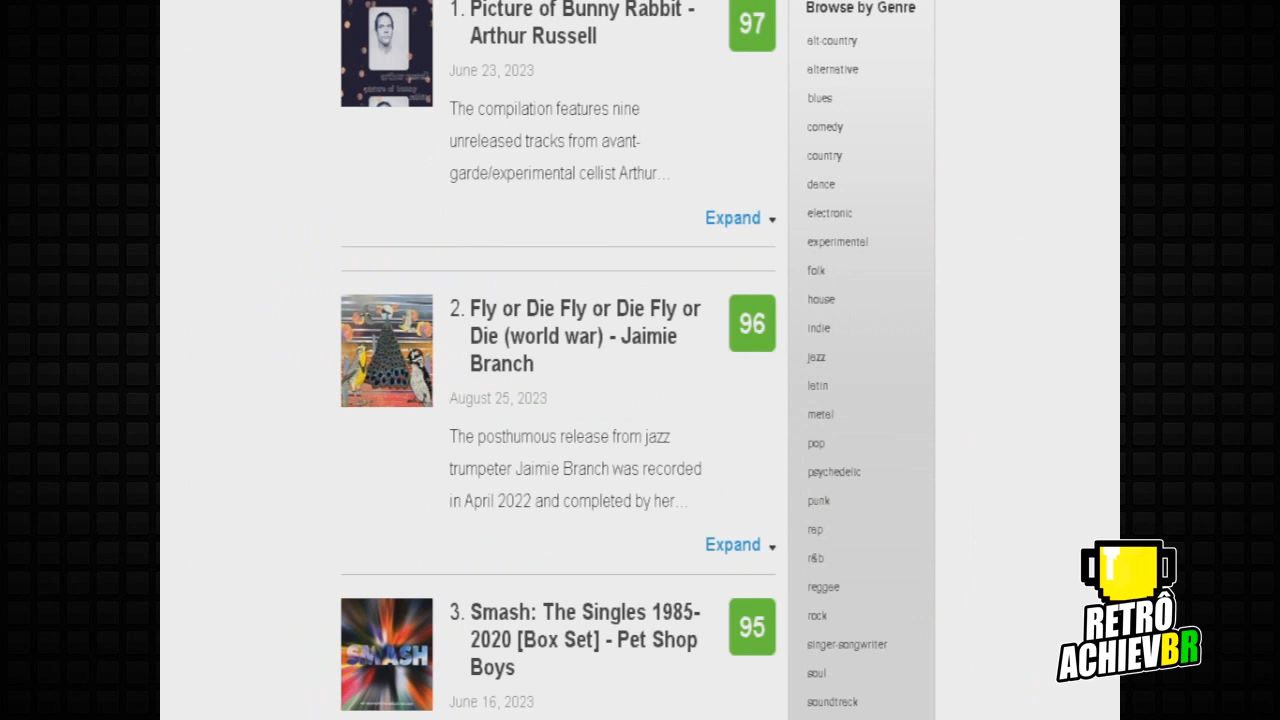 1. Picture of Bunny Rabbit -
Arthur Russell
97
June 23, 2023
The compilation features nine
unreleased tracks from avant-
garde/experimental cellist Arthur...
Expand
2. Fly or Die Fly or Die Fly or
Die (world war) - Jaimie
Branch
96
August 25, 2023
The posthumous release from jazz
trumpeter Jaimie Branch was recorded
in April 2022 and completed by her...
Expand
SMASH
3. Smash: The Singles 1985-
2020 [Box Set] - Pet Shop
Boys
95
June 16, 2023
Browse by Genre
alt-country
alternative
blues
comedy
country
dance
electronic
experimental
folk
house
indie
jazz
latin
metal
pop
psychedelic
punk
rap
r&b
reggae
rock
singer-songwriter
soul
soundtrack
RETRÔ
ACHIEVBR